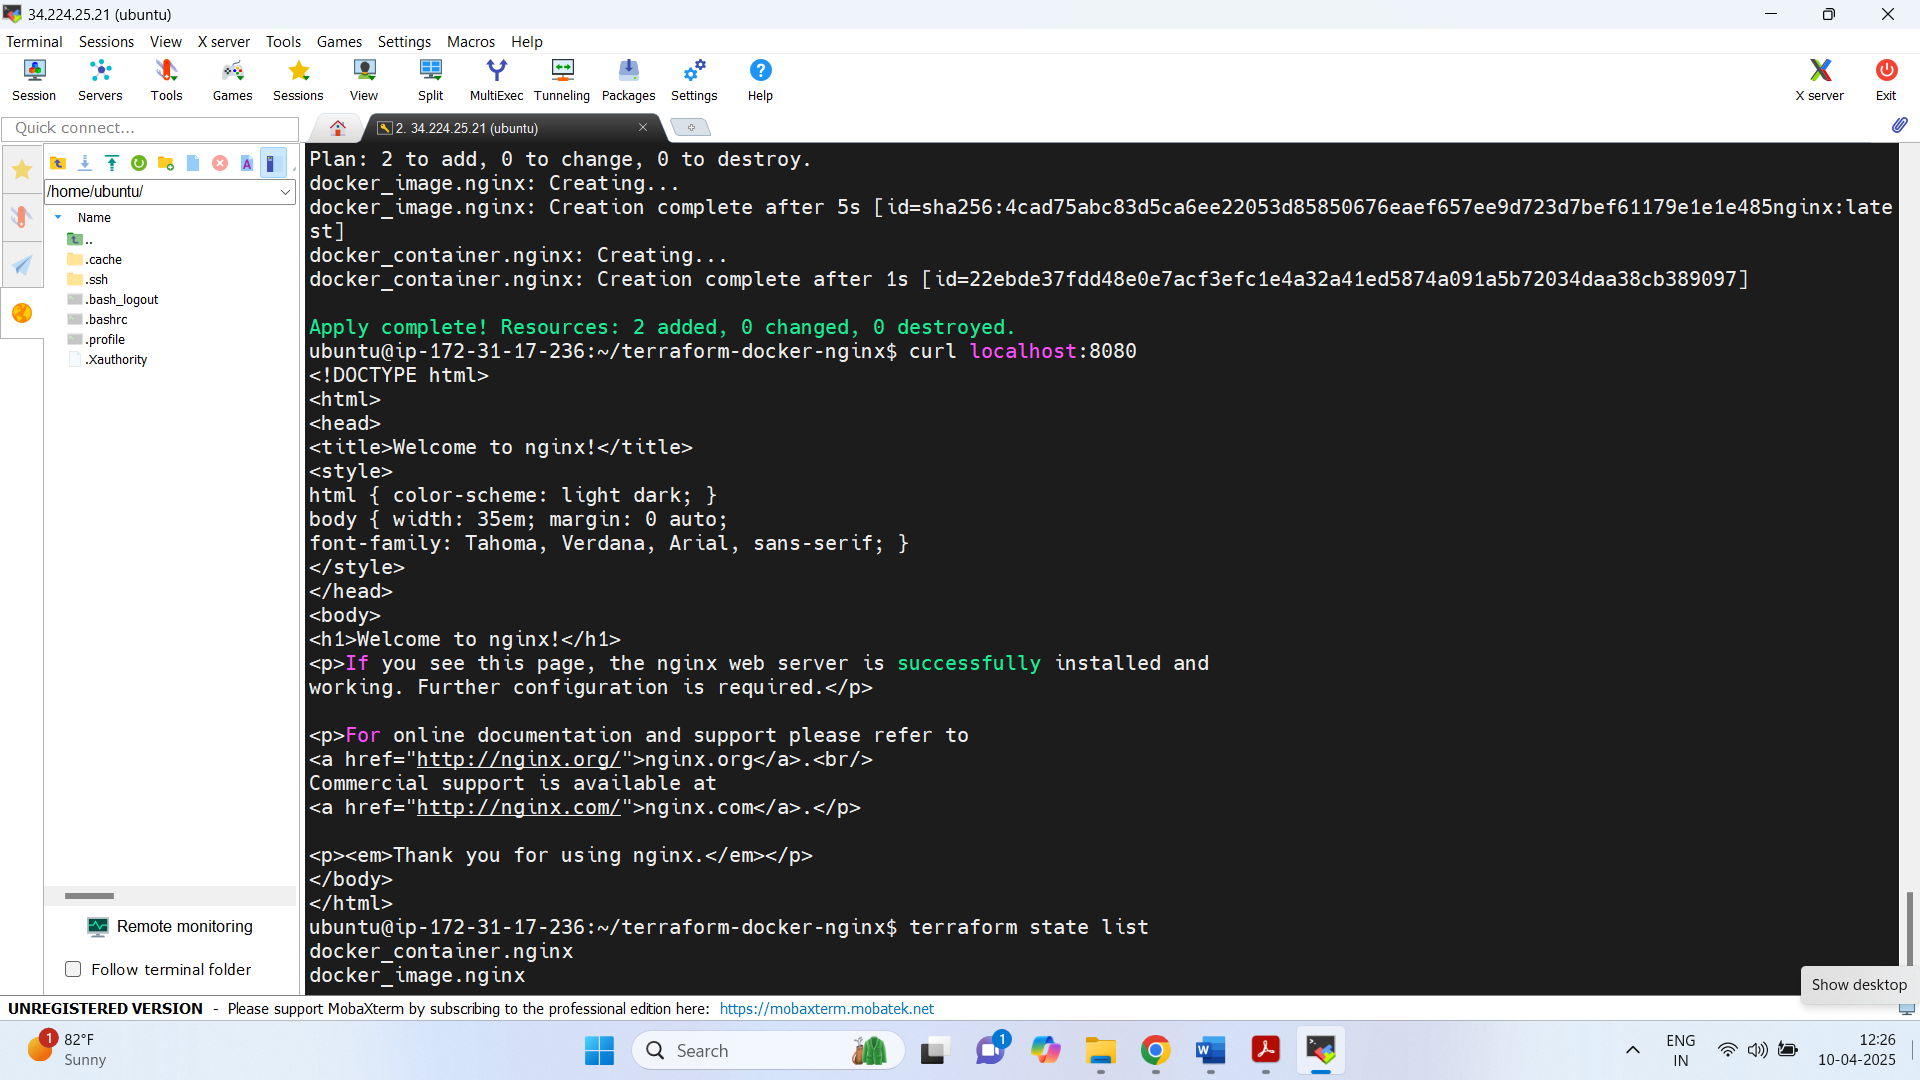 34.224.25.21 (ubuntu)
Terminal Sessions View X server Tools Games Settings Macros Help
Session Servers Tools Games Sessions View Split MultiExec Tunneling Packages Settings Help X server Exit
Quick connect...
2. 34.224.25.21 (ubuntu)
/home/ubuntu/
Name
..
.cache
.ssh
.bash_logout
.bashrc
.profile
.Xauthority
Remote monitoring
Follow terminal folder
Plan: 2 to add, 0 to change, 0 to destroy.
docker_image.nginx: Creating...
docker_image.nginx: Creation complete after 5s [id=sha256:4cad75abc83d5ca6ee22053d85850676eaef657ee9d723d7bef61179e1e1e485nginx:late
st]
docker_container.nginx: Creating...
docker_container.nginx: Creation complete after 1s [id=22ebde37fdd48e0e7acf3efc1e4a32a41ed5874a091a5b72034daa38cb389097]
Apply complete! Resources: 2 added, 0 changed, 0 destroyed.
ubuntu@ip-172-31-17-236:~/terraform-docker-nginx$ curl localhost:8080
<!DOCTYPE html>
<html>
<head>
<title>Welcome to nginx!</title>
<style>
html { color-scheme: light dark; }
body { width: 35em; margin: 0 auto;
font-family: Tahoma, Verdana, Arial, sans-serif; }
</style>
</head>
<body>
<h1>Welcome to nginx!</h1>
<p>If you see this page, the nginx web server is successfully installed and
working. Further configuration is required.</p>
<p>For online documentation and support please refer to
<a href="http://nginx.org/">nginx.org</a>.<br/>
Commercial support is available at
<a href="http://nginx.com/">nginx.com</a>.</p>
<p><em>Thank you for using nginx.</em></p>
</body>
</html>
ubuntu@ip-172-31-17-236:~/terraform-docker-nginx$ terraform state list
docker_container.nginx
docker_image.nginx
Show desktop
UNREGISTERED VERSION - Please support MobaXterm by subscribing to the professional edition here: https://mobaxterm.mobatek.net
1
82°F
Sunny
Search
1
ENG
IN
12:26
10-04-2025